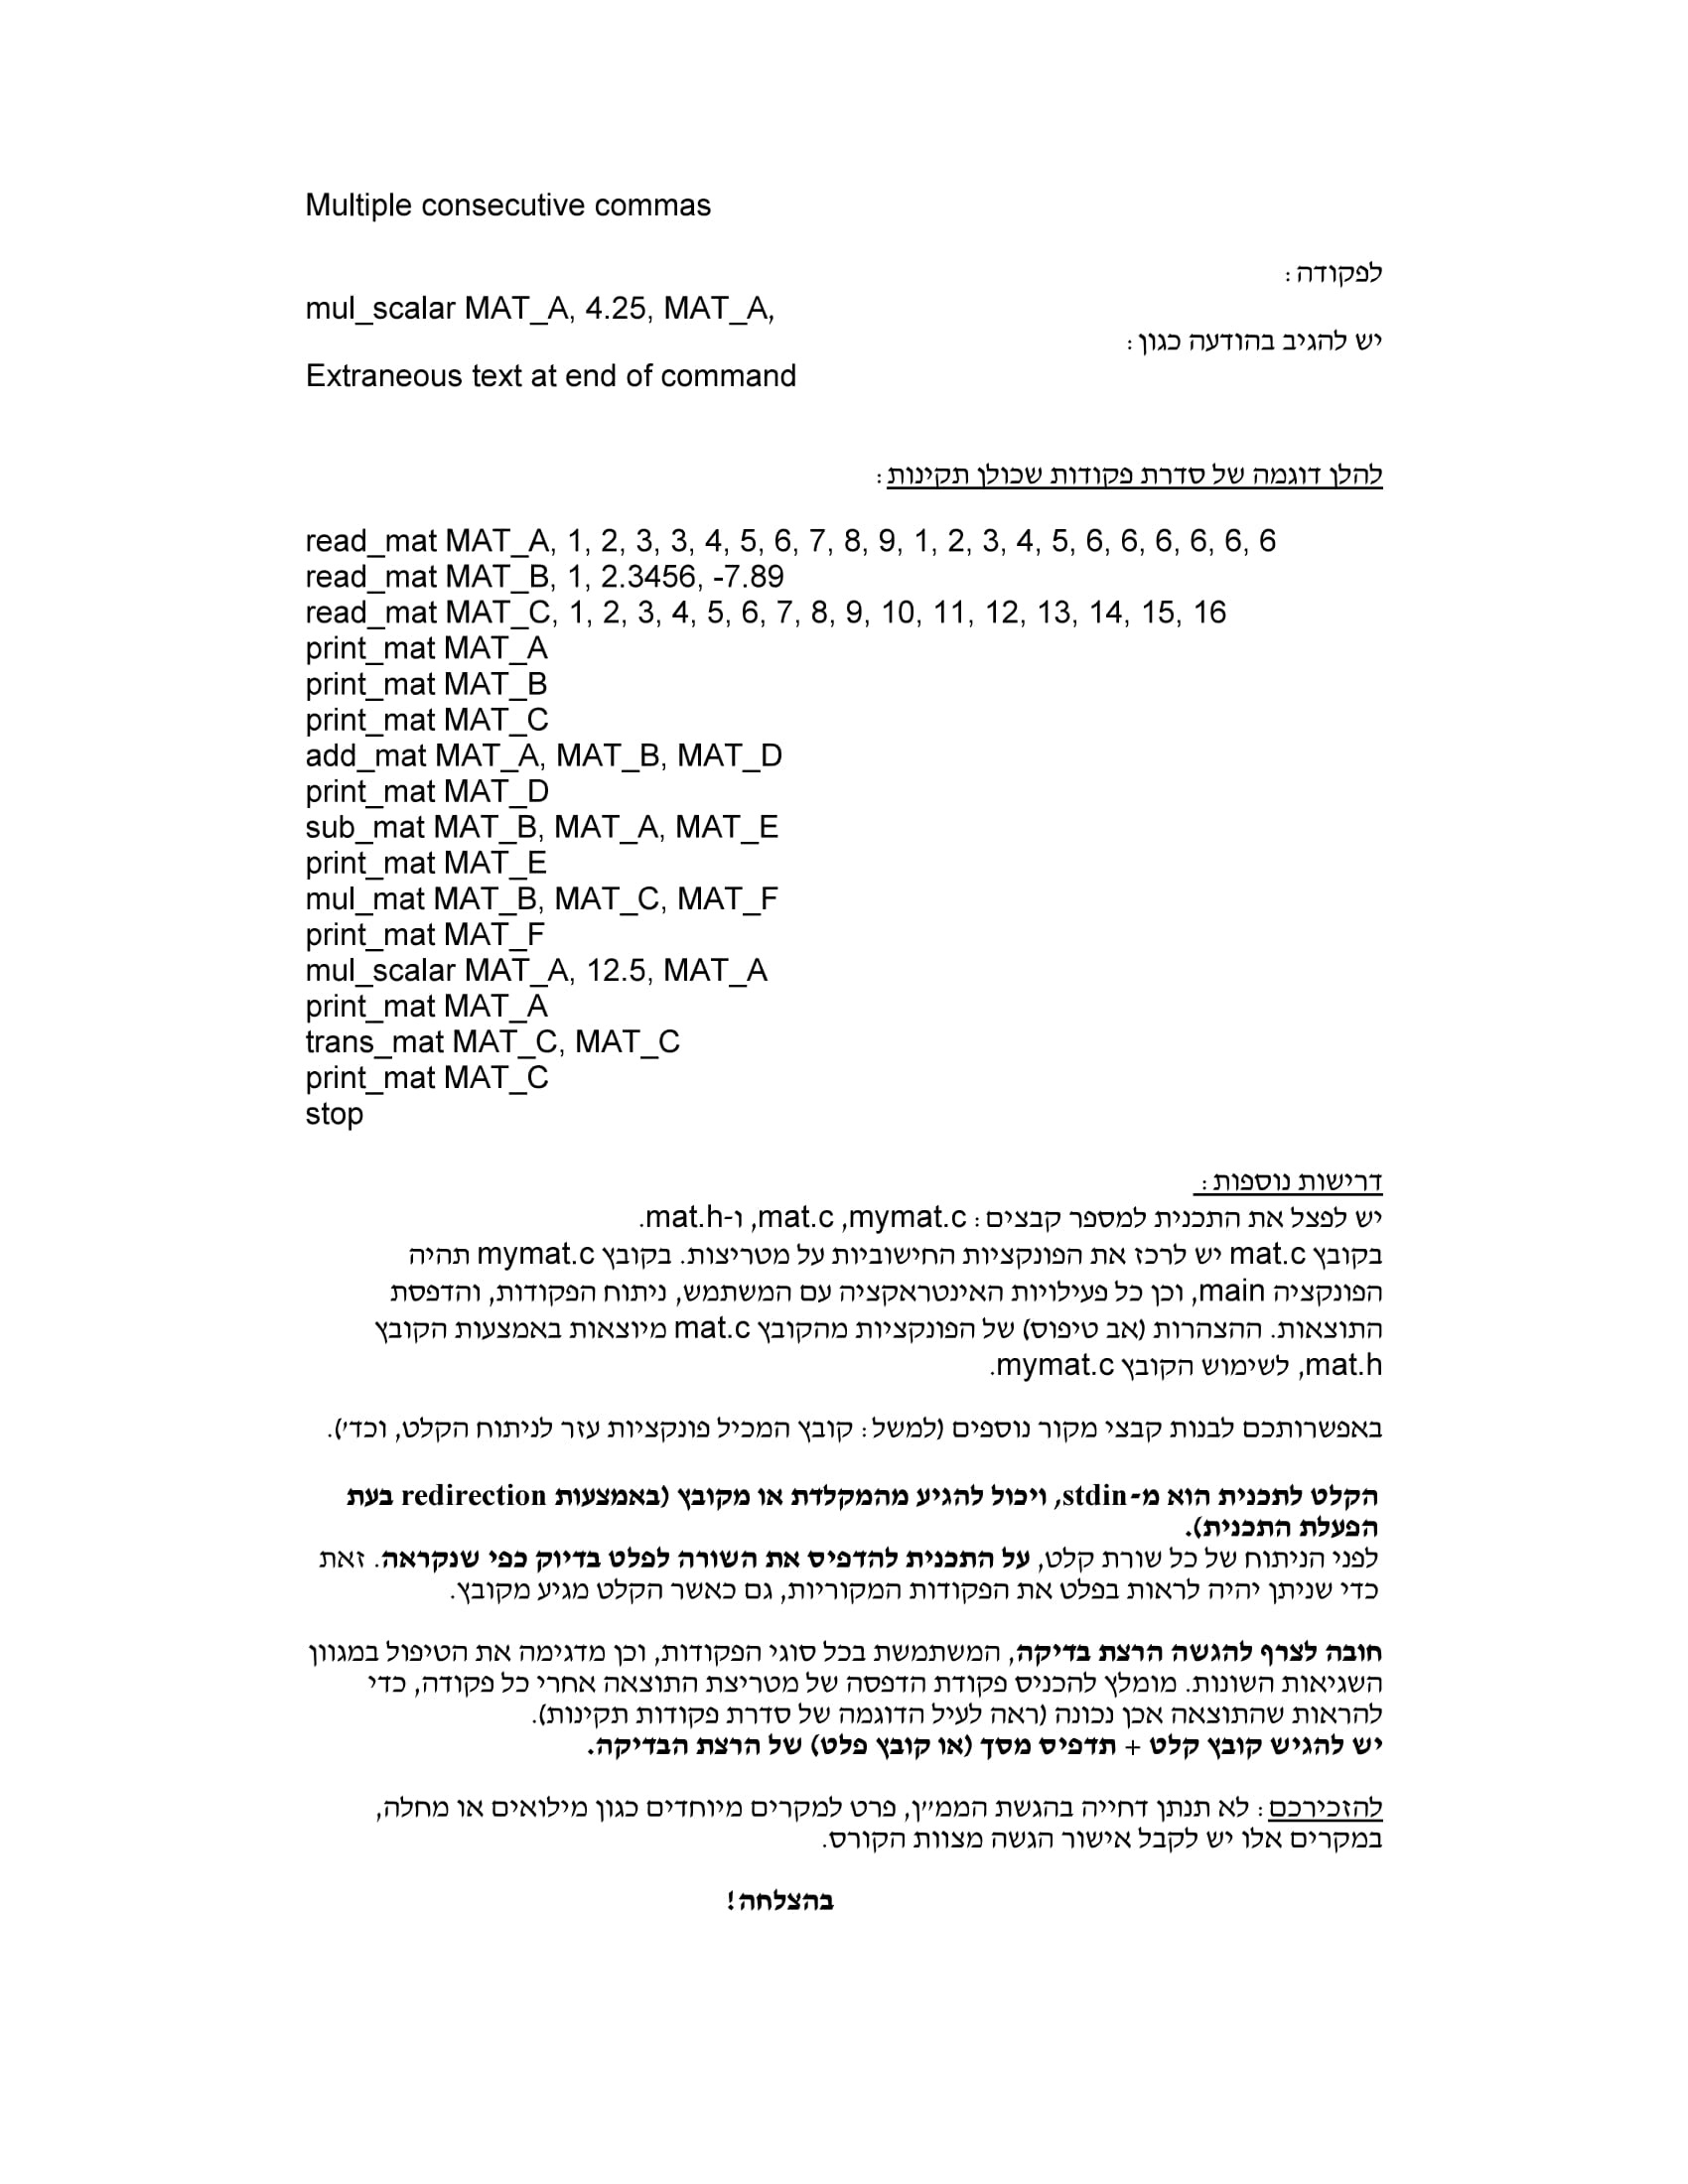 Multiple consecutive commas
לפקודה:
mul_scalar MAT_A, 4.25, MAT_A,
יש להגיב בהודעה כגון:
Extraneous text at end of command
להלן דוגמה של סדרת פקודות שכולן תקינות:
read_mat MAT_A, 1, 2, 3, 3, 4, 5, 6, 7, 8, 9, 1, 2, 3, 4, 5, 6, 6, 6, 6, 6, 6
read_mat MAT_B, 1, 2.3456, -7.89
read_mat MAT_C, 1, 2, 3, 4, 5, 6, 7, 8, 9, 10, 11, 12, 13, 14, 15, 16
print_mat MAT_A
print_mat MAT_B
print_mat MAT_C
add_mat MAT_A, MAT_B, MAT_D
print_mat MAT_D
sub_mat MAT_B, MAT_A, MAT_E
print_mat MAT_E
mul_mat MAT_B, MAT_C, MAT_F
print_mat MAT_F
mul_scalar MAT_A, 12.5, MAT_A
print_mat MAT_A
trans_mat MAT_C, MAT_C
print_mat MAT_C
stop
דרישות נוספות:
יש לפצל את התכנית למספר קבצים: mat.c ,mymat.c, ו-mat.h.
בקובץ mat.c יש לרכז את הפונקציות החישוביות על מטריצות. בקובץ mymat.c תהיה
הפונקציה main, וכן כל פעילויות האינטראקציה עם המשתמש, ניתוח הפקודות, והדפסת
התוצאות. ההצהרות (אב טיפוס) של הפונקציות מהקובץ mat.c מיוצאות באמצעות הקובץ
mat.h, לשימוש הקובץ mymat.c.
באפשרותכם לבנות קבצי מקור נוספים (למשל: קובץ המכיל פונקציות עזר לניתוח הקלט, וכד׳).
הקלט לתכנית הוא מ-stdin, ויכול להגיע מהמקלדת או מקובץ (באמצעות redirection בעת
הפעלת התכנית).
לפני הניתוח של כל שורת קלט, על התכנית להדפיס את השורה לפלט בדיוק כפי שנקראה. זאת
כדי שניתן יהיה לראות בפלט את הפקודות המקוריות, גם כאשר הקלט מגיע מקובץ.
חובה לצרף להגשה הרצת בדיקה, המשתמשת בכל סוגי הפקודות, וכן מדגימה את הטיפול במגוון
השגיאות השונות. מומלץ להכניס פקודת הדפסה של מטריצת התוצאה אחרי כל פקודה, כדי
להראות שהתוצאה אכן נכונה (ראה לעיל הדוגמה של סדרת פקודות תקינות).
יש להגיש קובץ קלט + תדפיס מסך (או קובץ פלט) של הרצת הבדיקה.
להזכירכם: לא תנתן דחייה בהגשת הממ״ן, פרט למקרים מיוחדים כגון מילואים או מחלה,
במקרים אלו יש לקבל אישור הגשה מצוות הקורס.
בהצלחה!